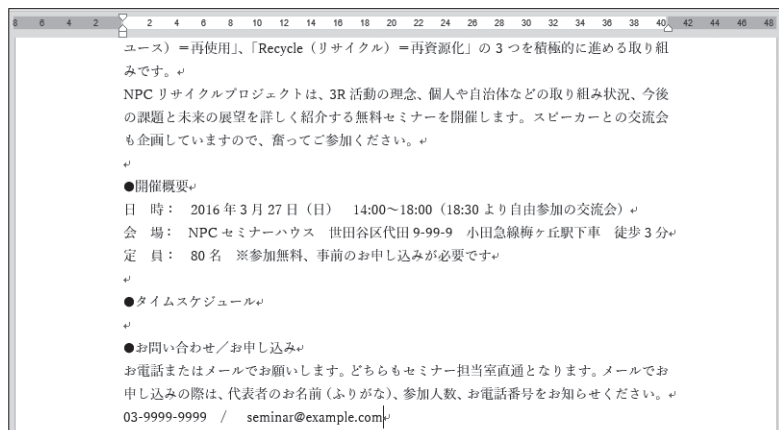 8 6 4 2 2 4 6 8 10 12 14 16 18 20 22 24 26 28 30 32 34 36 38 40 42 44 46 48
ユース）＝再使用」、「Recycle（リサイクル）＝再資源化」の 3 つを積極的に進める取り組
みです。↵
NPC リサイクルプロジェクトは、3R 活動の理念、個人や自治体などの取り組み状況、今後
の課題と未来の展望を詳しく紹介する無料セミナーを開催します。スピーカーとの交流会
も企画していますので、奮ってご参加ください。↵
↵
●開催概要↵
日　時：　2016 年 3 月 27 日（日）　14:00～18:00（18:30 より自由参加の交流会）↵
会　場：　NPC セミナーハウス　世田谷区代田 9-99-9　小田急線梅ヶ丘駅下車　徒歩 3 分↵
定　員：　80 名　※参加無料、事前のお申し込みが必要です↵
↵
●タイムスケジュール↵
↵
●お問い合わせ／お申し込み↵
お電話またはメールでお願いします。どちらもセミナー担当室直通となります。メールでお
申し込みの際は、代表者のお名前（ふりがな）、参加人数、お電話番号をお知らせください。↵
03-9999-9999　/　seminar@example.com↵